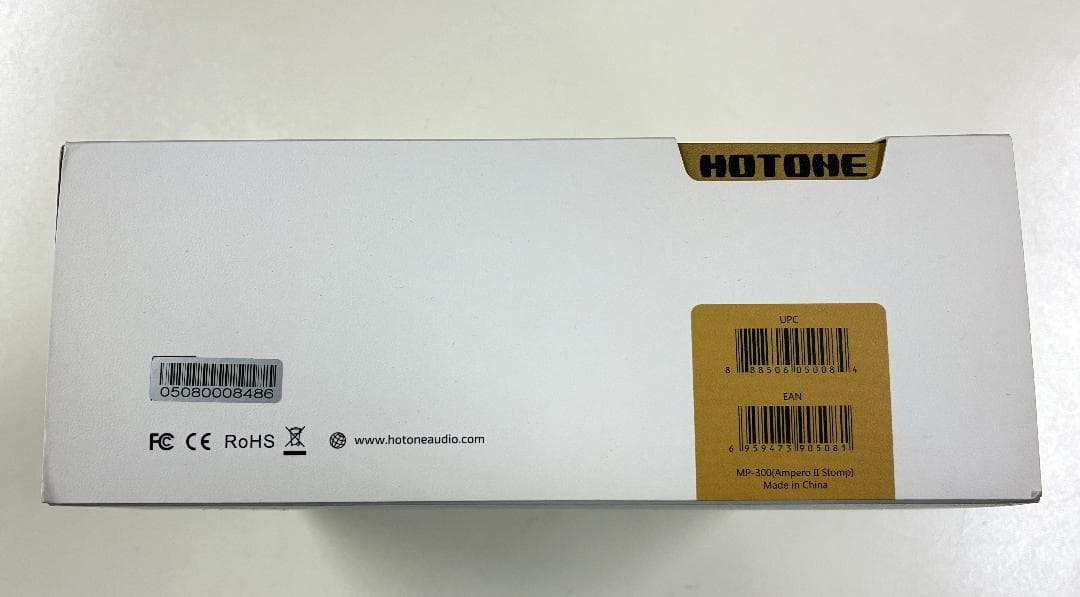 HOTONE
UPC
8 88506 05008 4
EAN
6 959473 905081
MP-300(Ampero II Stomp)
Made in China
05080008486
FC CE RoHS
www.hotoneaudio.com